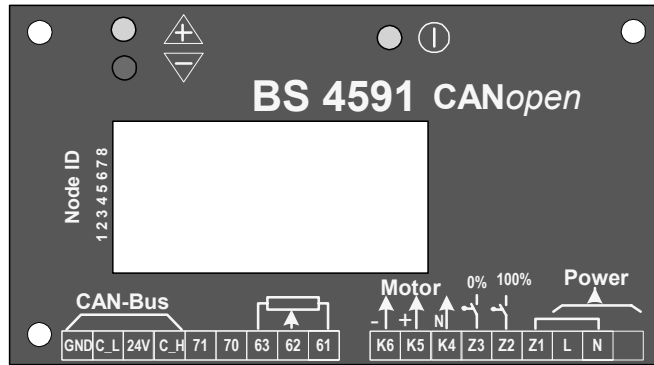 +
−
BS 4591 CANopen
Node ID
1 2 3 4 5 6 7 8
CAN-Bus
Motor
0%
100%
Power
- + N
GND C_L 24V C_H 71 70 63 62 61
K6 K5 K4 Z3 Z2 Z1 L N